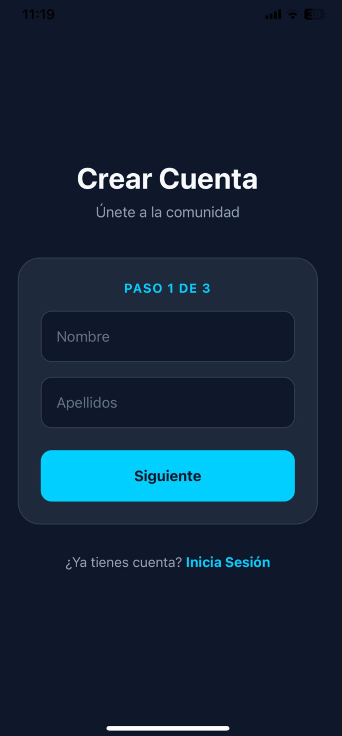 11:19
Crear Cuenta
Únete a la comunidad
PASO 1 DE 3
Nombre
Apellidos
Siguiente
¿Ya tienes cuenta? Inicia Sesión